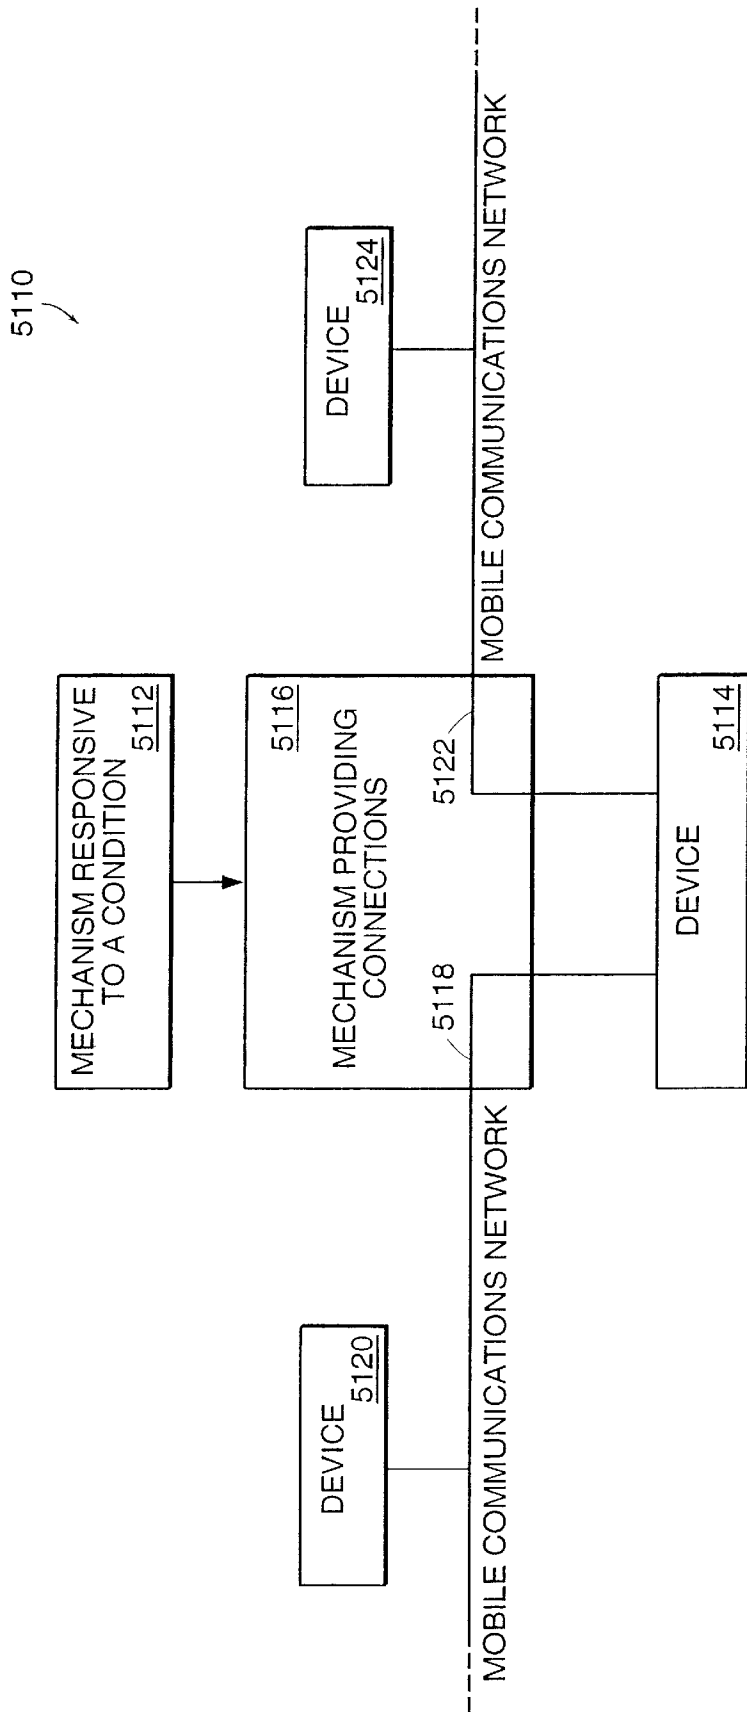 5110
MECHANISM RESPONSIVE
TO A CONDITION
5112
MECHANISM PROVIDING
CONNECTIONS
5116
5118
5122
DEVICE
5120
DEVICE
5124
MOBILE COMMUNICATIONS NETWORK
MOBILE COMMUNICATIONS NETWORK
DEVICE
5114